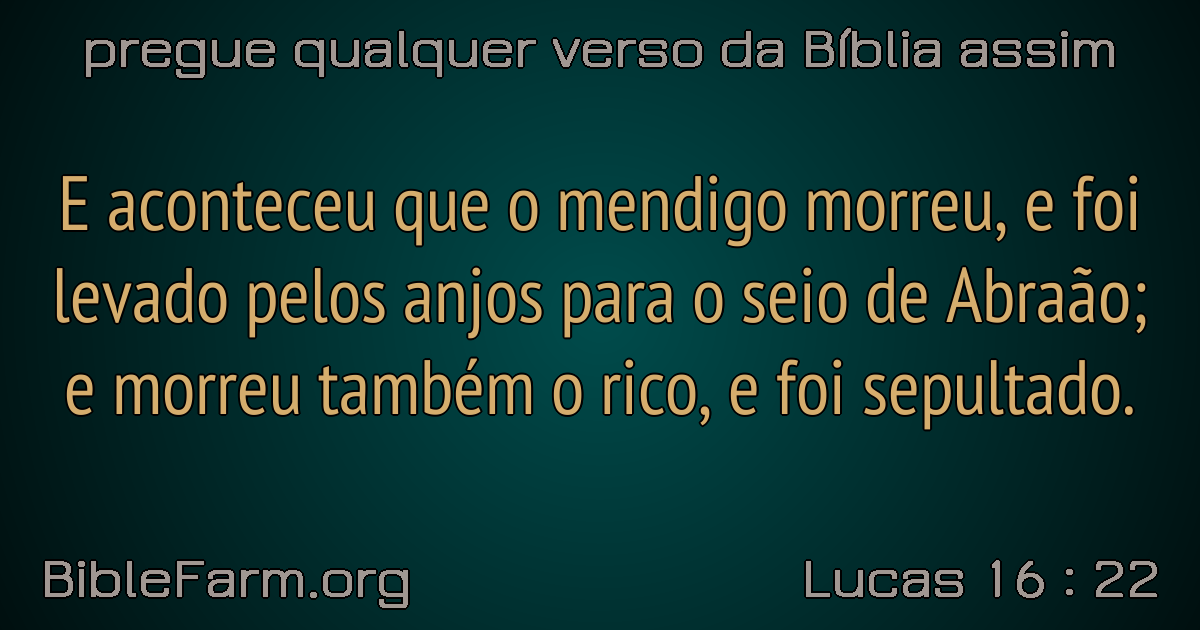 pregue qualquer verso da Bíblia assim
E aconteceu que o mendigo morreu, e foi
levado pelos anjos para o seio de Abraão;
e morreu também o rico, e foi sepultado.
BibleFarm.org
Lucas 16 : 22